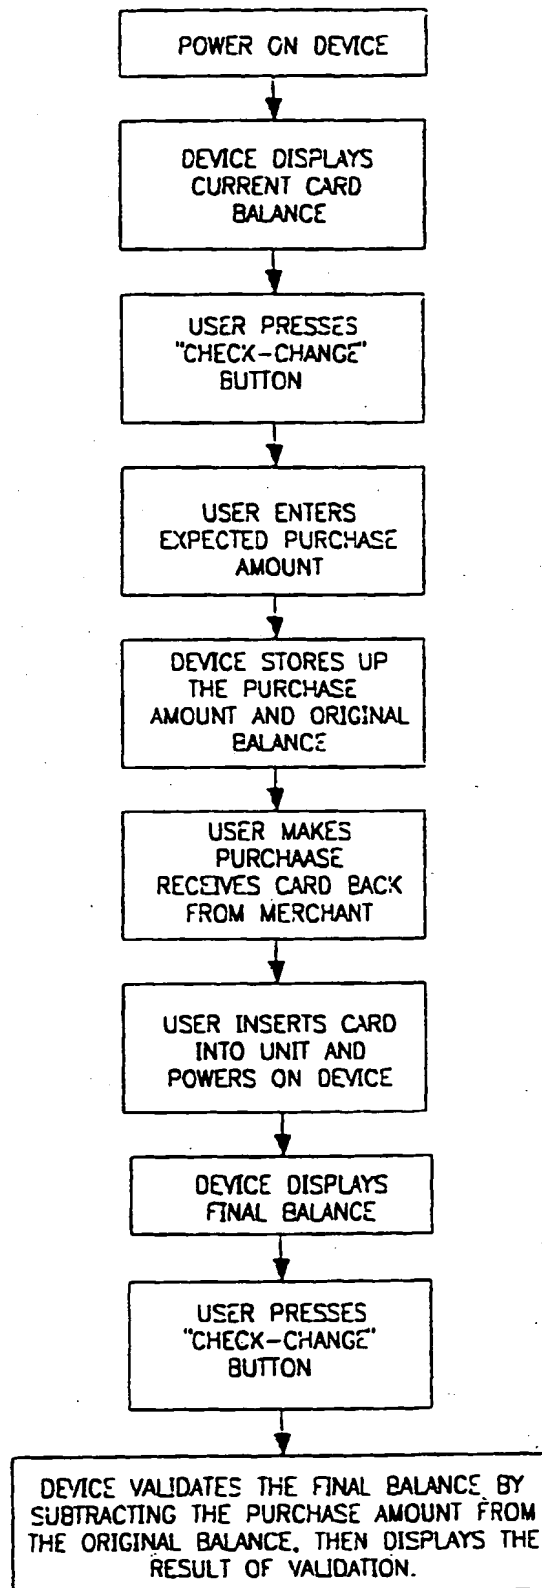 POWER ON DEVICE
DEVICE DISPLAYS
CURRENT CARD
BALANCE
USER PRESSES
"CHECK-CHANGE"
BUTTON
USER ENTERS
EXPECTED PURCHASE
AMOUNT
DEVICE STORES UP
THE PURCHASE
AMOUNT AND ORIGINAL
BALANCE
USER MAKES
PURCHAASE
RECEIVES CARD BACK
FROM MERCHANT
USER INSERTS CARD
INTO UNIT AND
POWERS ON DEVICE
DEVICE DISPLAYS
FINAL BALANCE
USER PRESSES
"CHECK-CHANGE"
BUTTON
DEVICE VALIDATES THE FINAL BALANCE BY
SUBTRACTING THE PURCHASE AMOUNT FROM
THE ORIGINAL BALANCE, THEN DISPLAYS THE
RESULT OF VALIDATION.